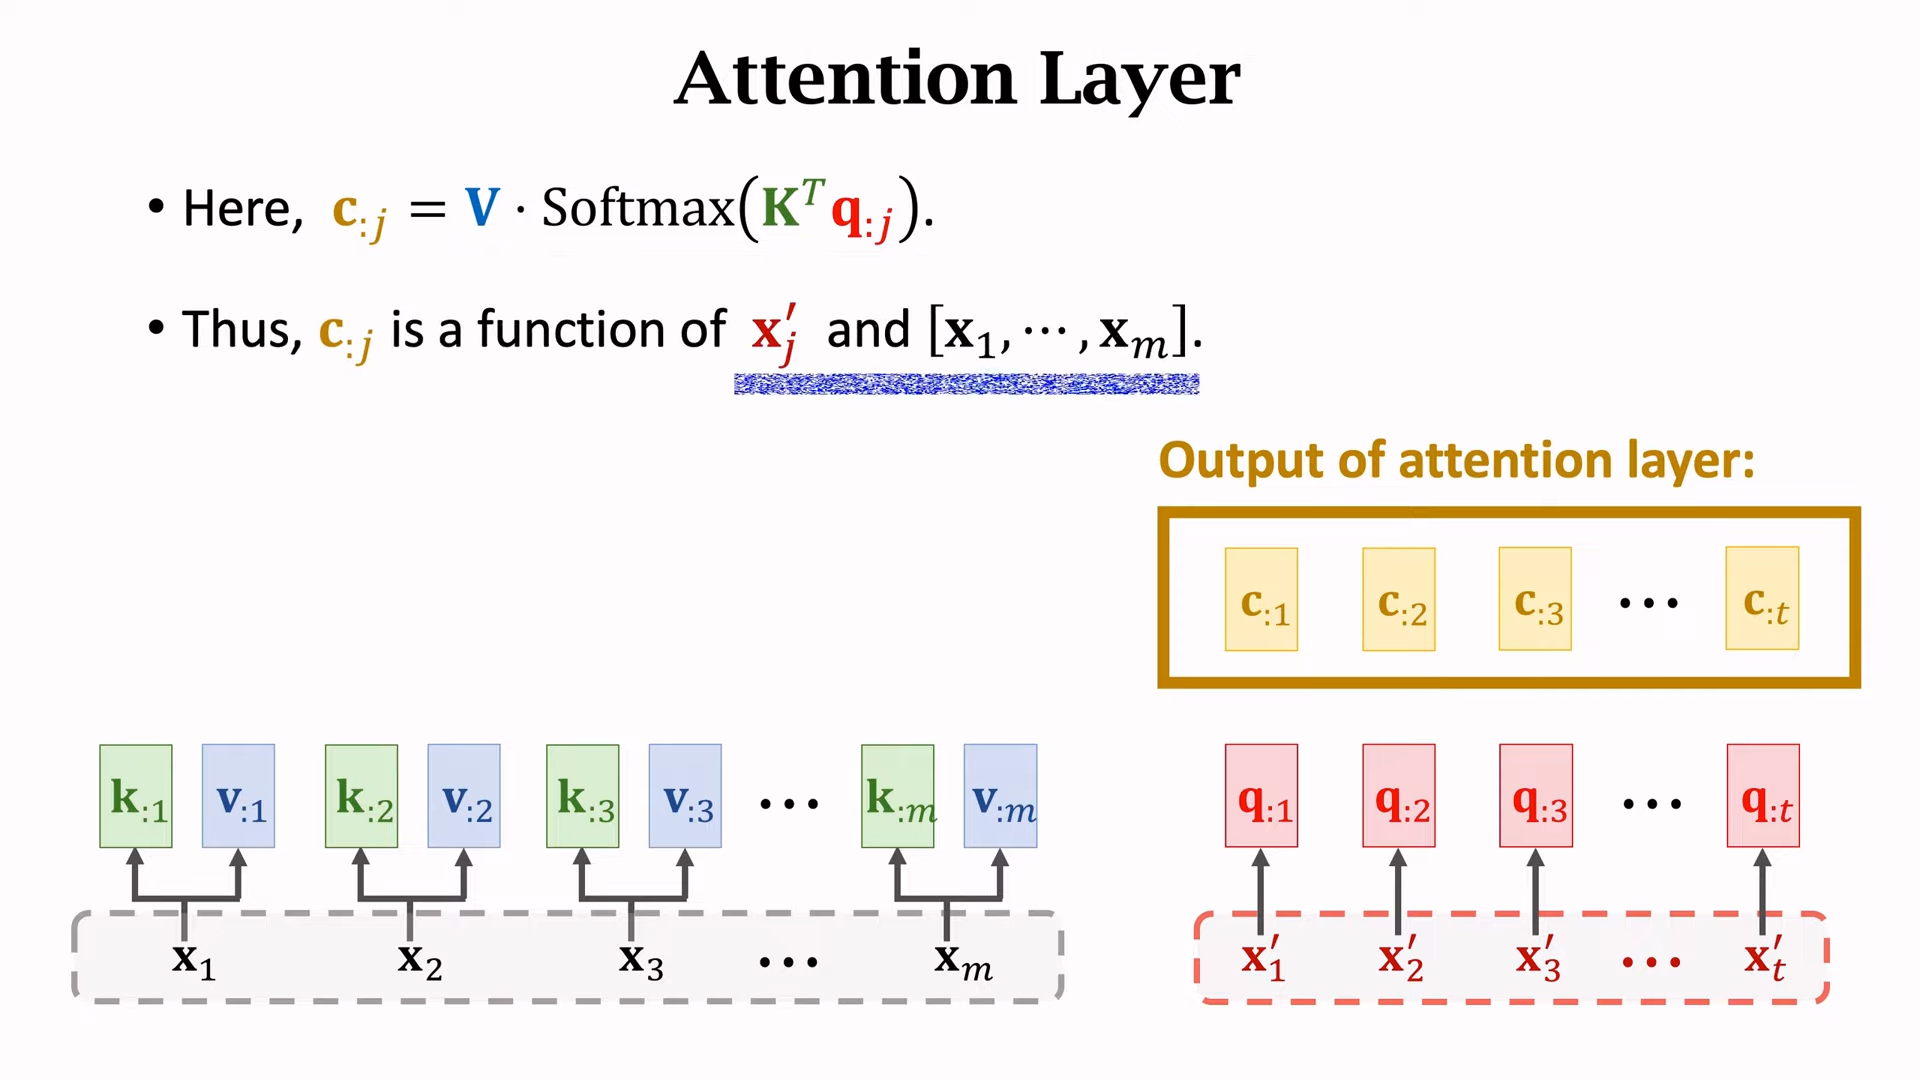 Attention Layer
• Here, c:j = V · Softmax(K^T q:j).
• Thus, c:j is a function of x′j and [x1, ⋯ , xm].
Output of attention layer:
c:1 c:2 c:3 ⋯ c:t
k:1 v:1 k:2 v:2 k:3 v:3 ⋯ k:m v:m q:1 q:2 q:3 ⋯ q:t
x1 x2 x3 ⋯ xm x′1 x′2 x′3 ⋯ x′t